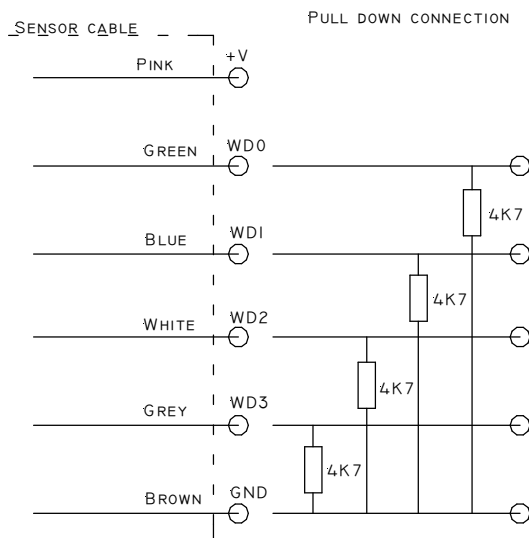 PULL DOWN CONNECTION
SENSOR CABLE
+V
PINK
GREEN WD0
4K7
BLUE WD1
4K7
WHITE WD2
4K7
GREY WD3
4K7
BROWN GND